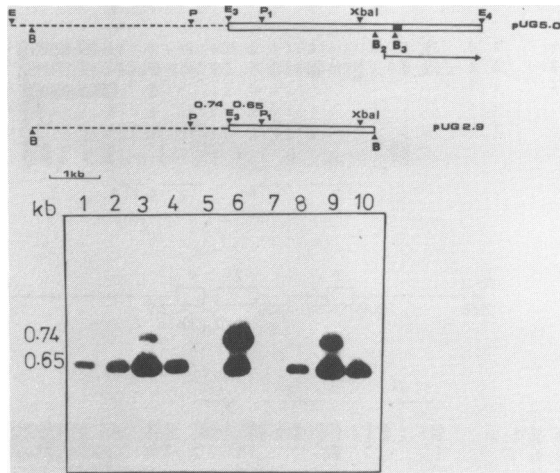 E P E₃ P₁ XbaI E₄ pUG5.0
B B₂ B₃
0.74 0.65 XbaI
P E₃ P₁ pUG2.9
B B
1kb
kb 1 2 3 4 5 6 7 8 9 10
0.74
0.65